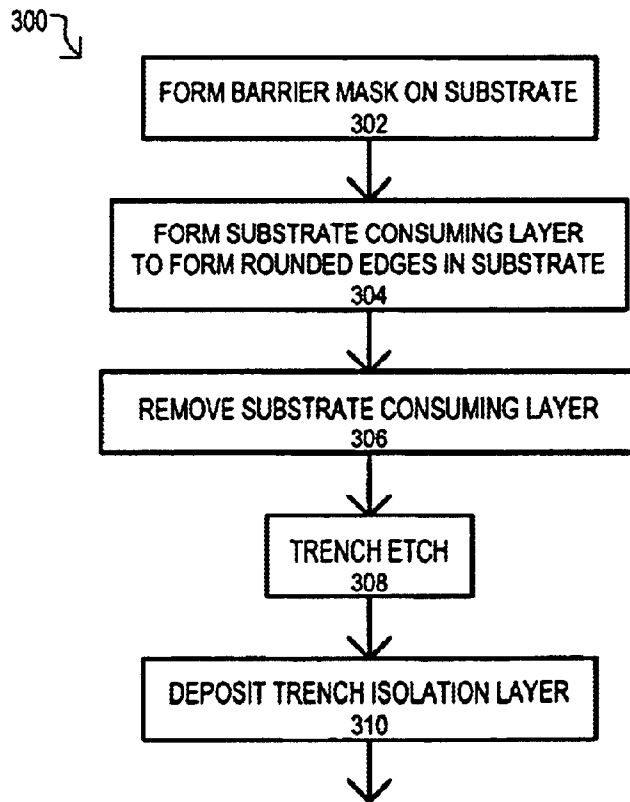 300
FORM BARRIER MASK ON SUBSTRATE
302
FORM SUBSTRATE CONSUMING LAYER
TO FORM ROUNDED EDGES IN SUBSTRATE
304
REMOVE SUBSTRATE CONSUMING LAYER
306
TRENCH ETCH
308
DEPOSIT TRENCH ISOLATION LAYER
310